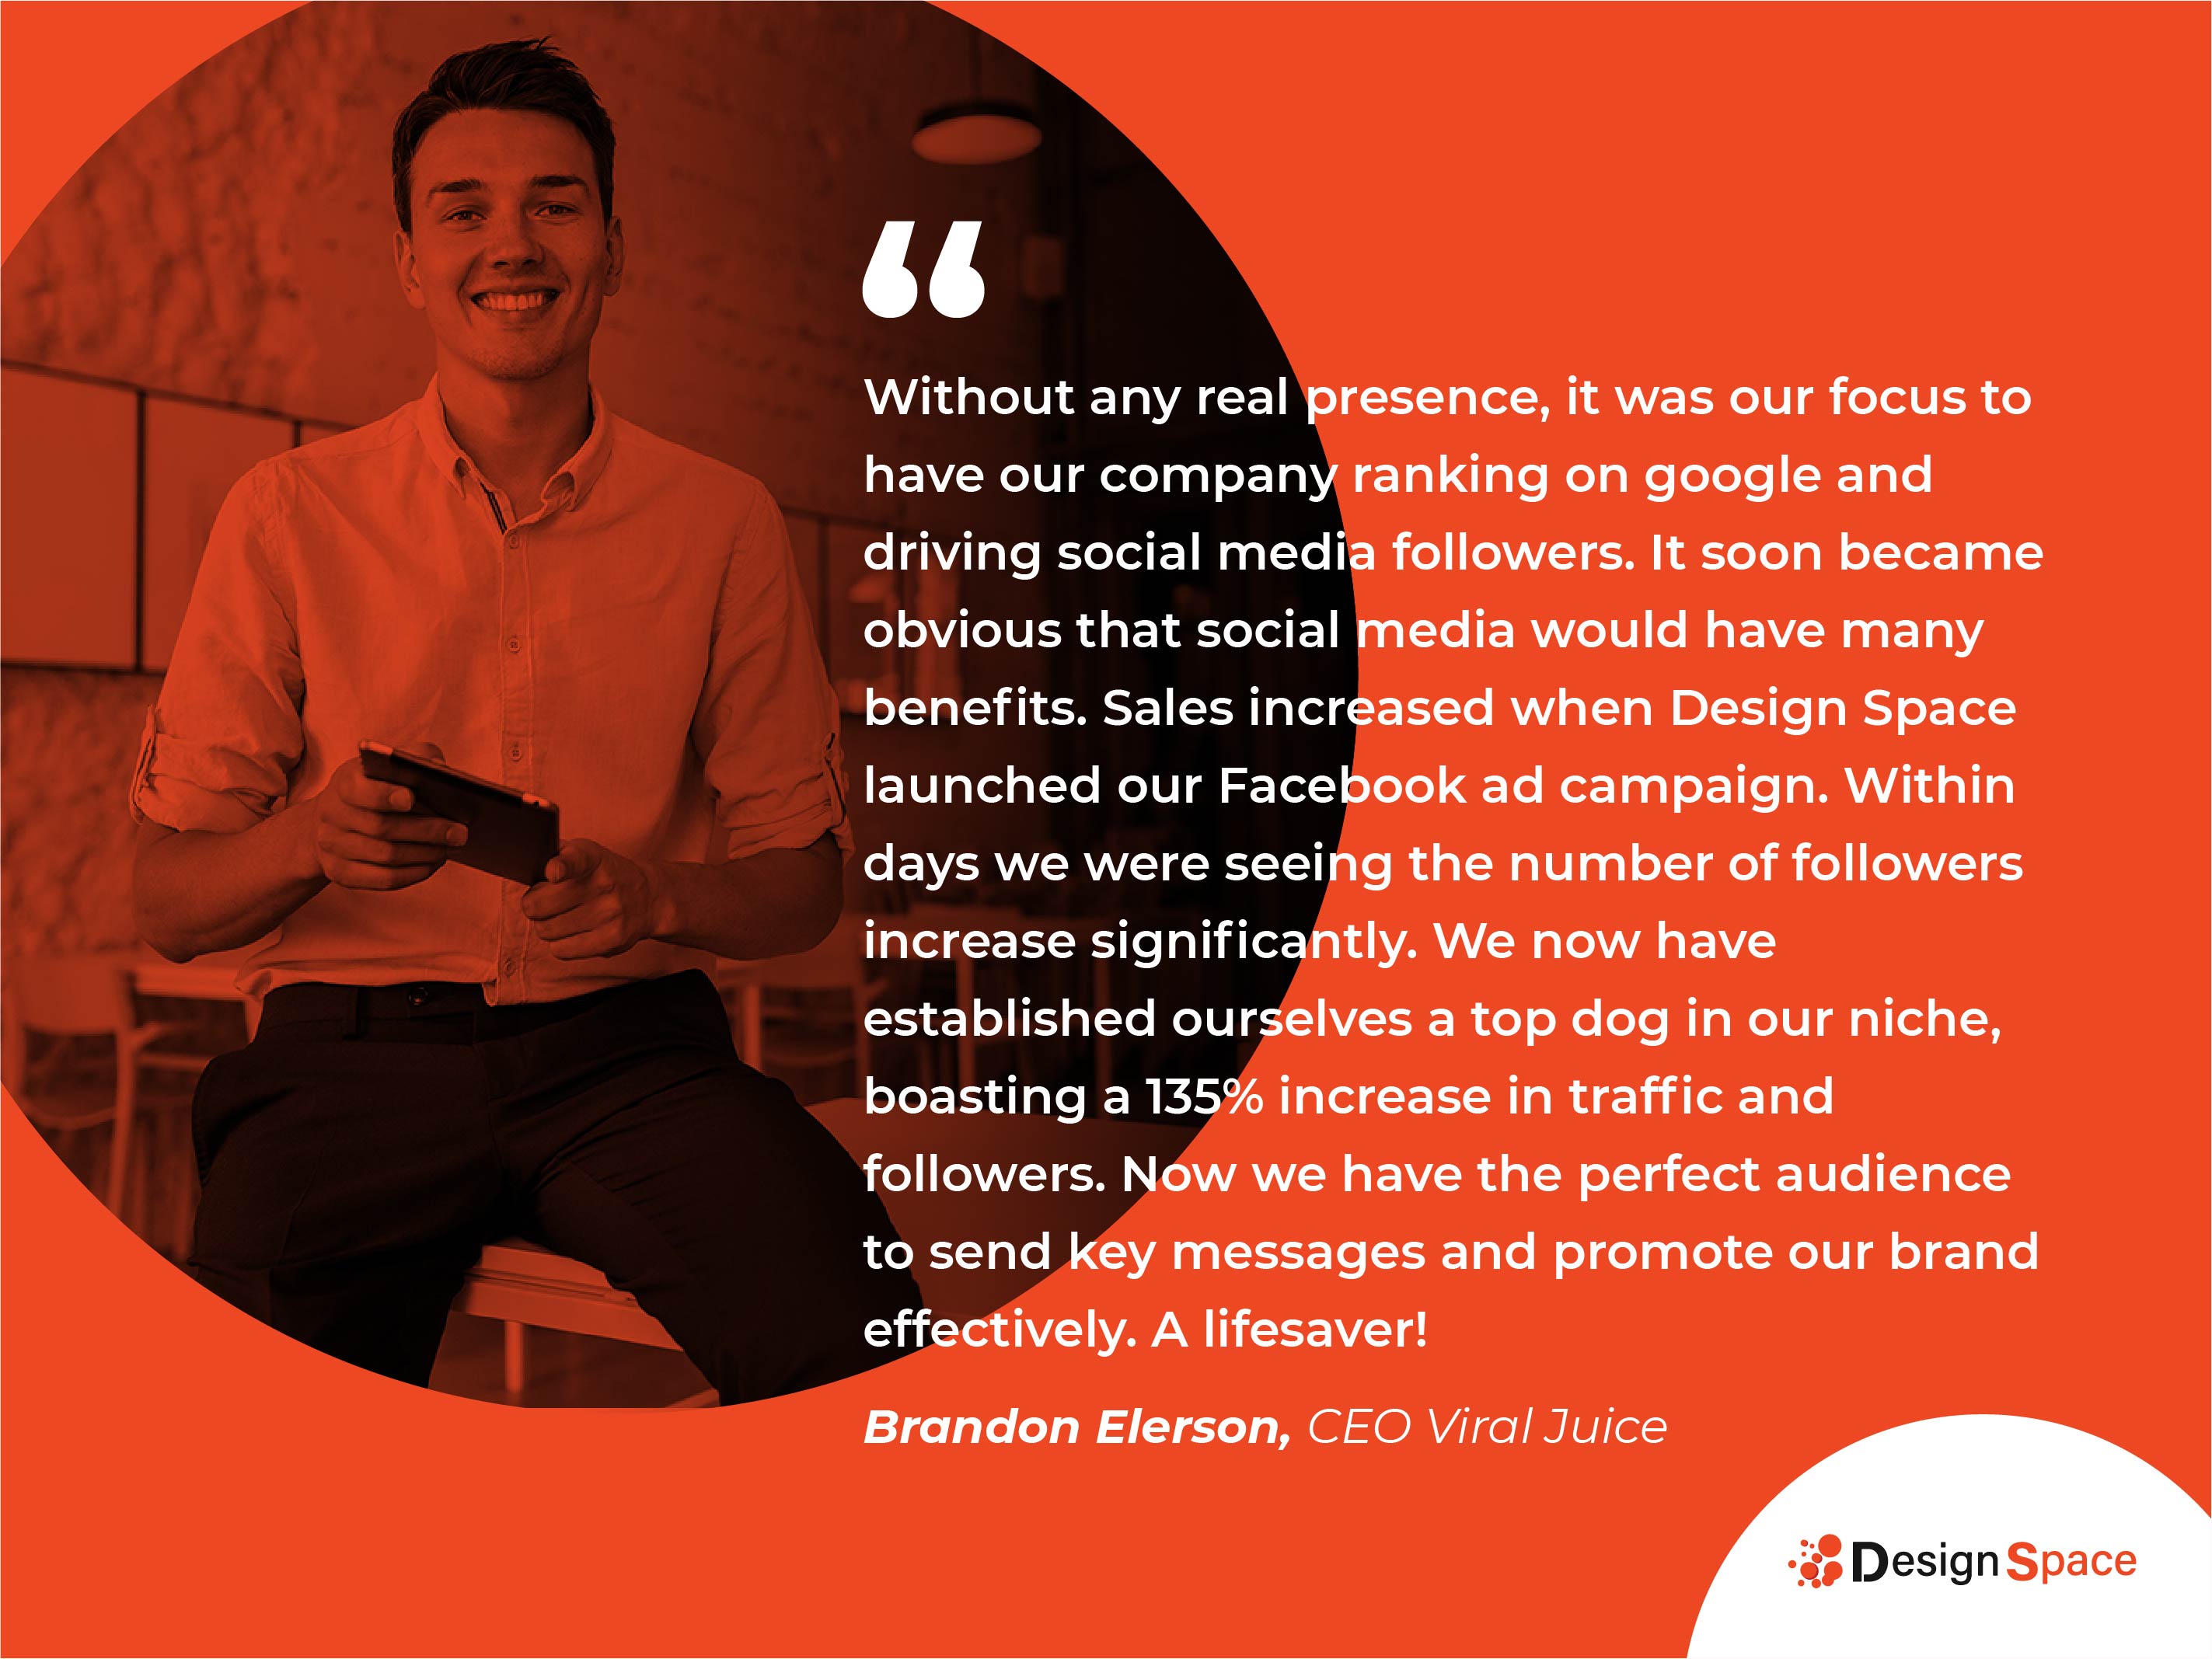 “
Without any real presence, it was our focus to
have our company ranking on google and
driving social media followers. It soon became
obvious that social media would have many
benefits. Sales increased when Design Space
launched our Facebook ad campaign. Within
days we were seeing the number of followers
increase significantly. We now have
established ourselves a top dog in our niche,
boasting a 135% increase in traffic and
followers. Now we have the perfect audience
to send key messages and promote our brand
effectively. A lifesaver!
Brandon Elerson, CEO Viral Juice
Design Space